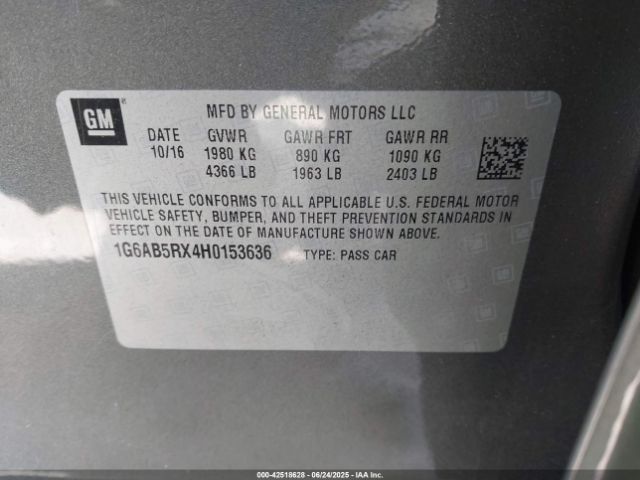 GM
MFD BY GENERAL MOTORS LLC
DATE GVWR GAWR FRT GAWR RR
10/16 1980 KG 890 KG 1090 KG
4366 LB 1963 LB 2403 LB
THIS VEHICLE CONFORMS TO ALL APPLICABLE U.S. FEDERAL MOTOR
VEHICLE SAFETY, BUMPER, AND THEFT PREVENTION STANDARDS IN
EFFECT ON THE DATE OF MANUFACTURE SHOWN ABOVE.
1G6AB5RX4H0153636 TYPE: PASS CAR
000-42518628 - 06/24/2025 - IAAI.com